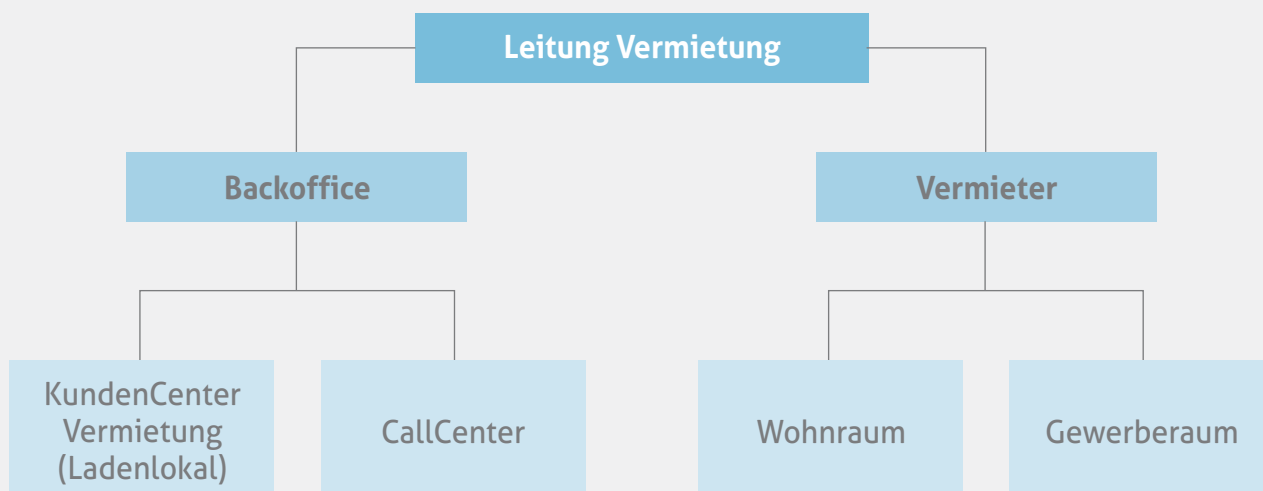 Leitung Vermietung
Backoffice
Vermieter
KundenCenter
Vermietung
(Ladenlokal)
CallCenter
Wohnraum
Gewerberaum